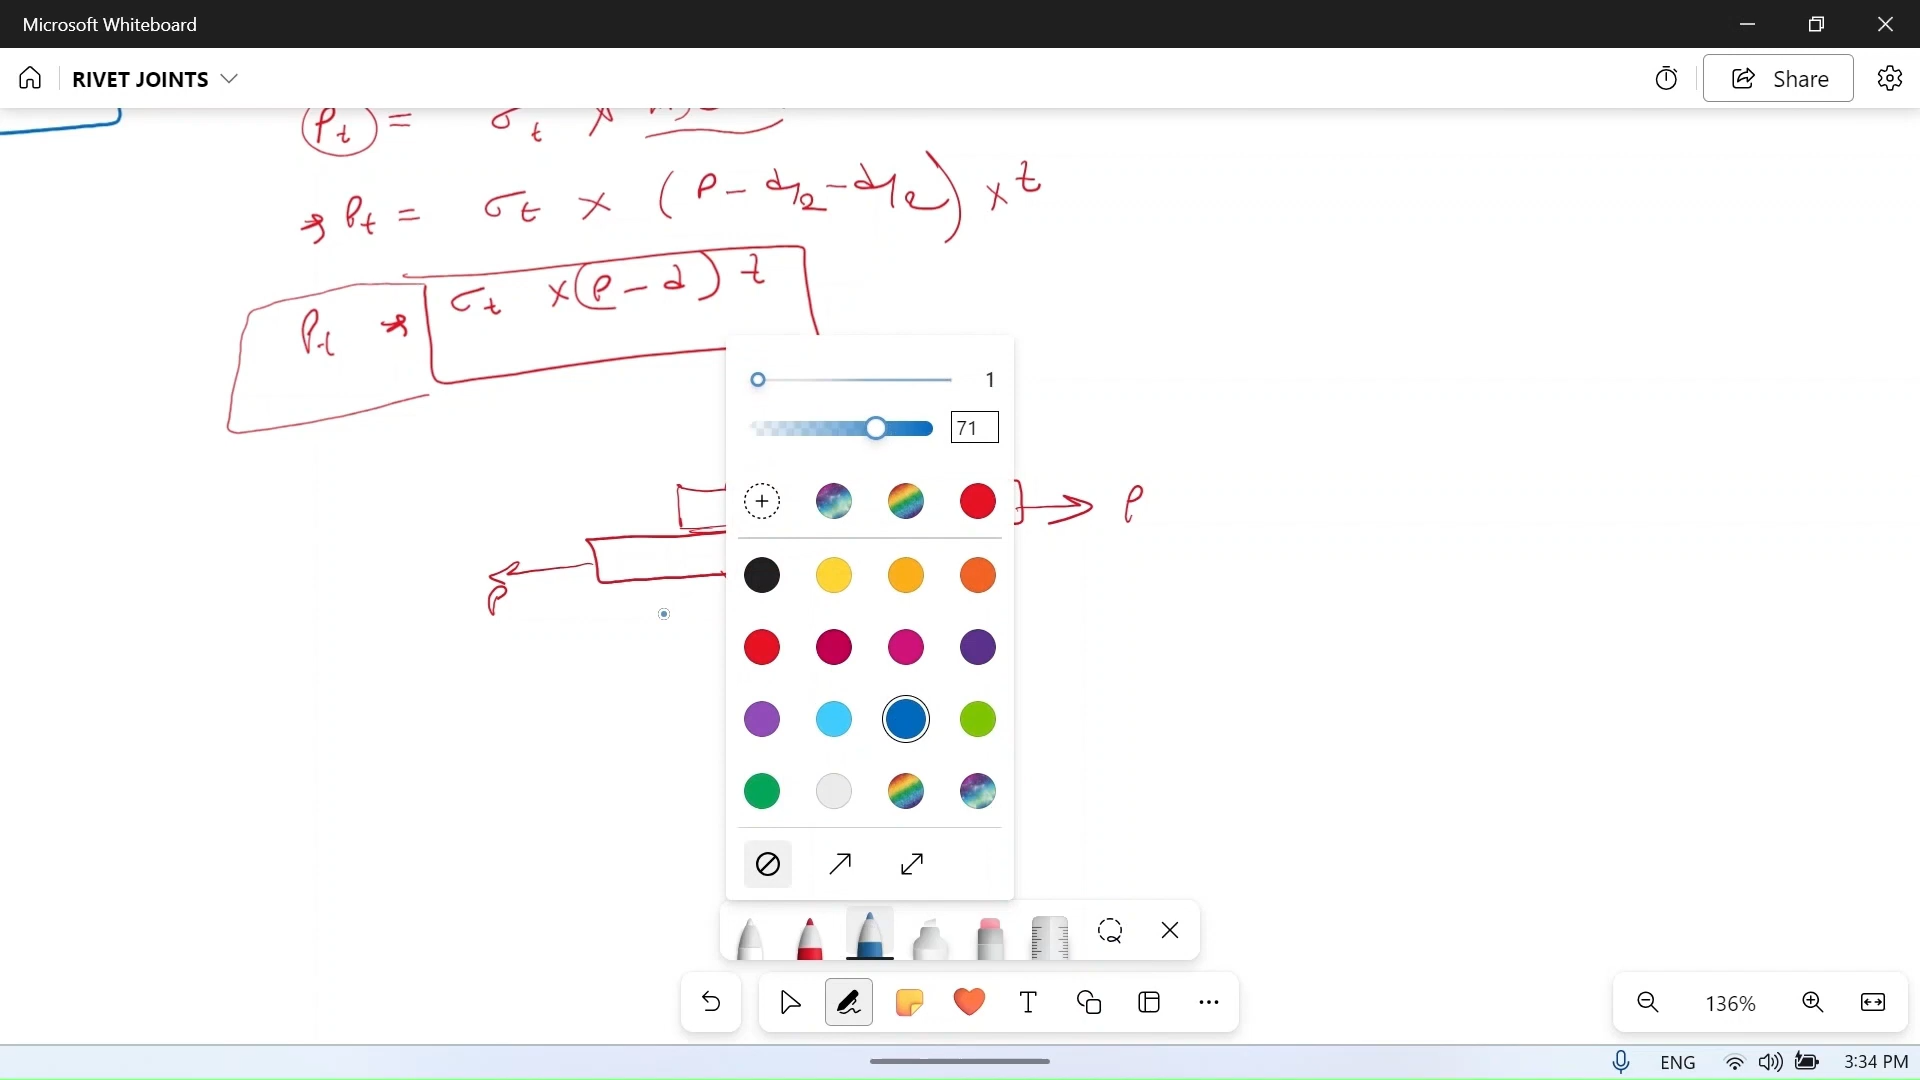 Microsoft Whiteboard
RIVET JOINTS
Share
Pt = σt ×
⇒ Pt = σt × (P - d/2 - d/2) × t
Pt ⇒ σt × (P - d) t
1
71
P
P
136%
ENG
3:34 PM